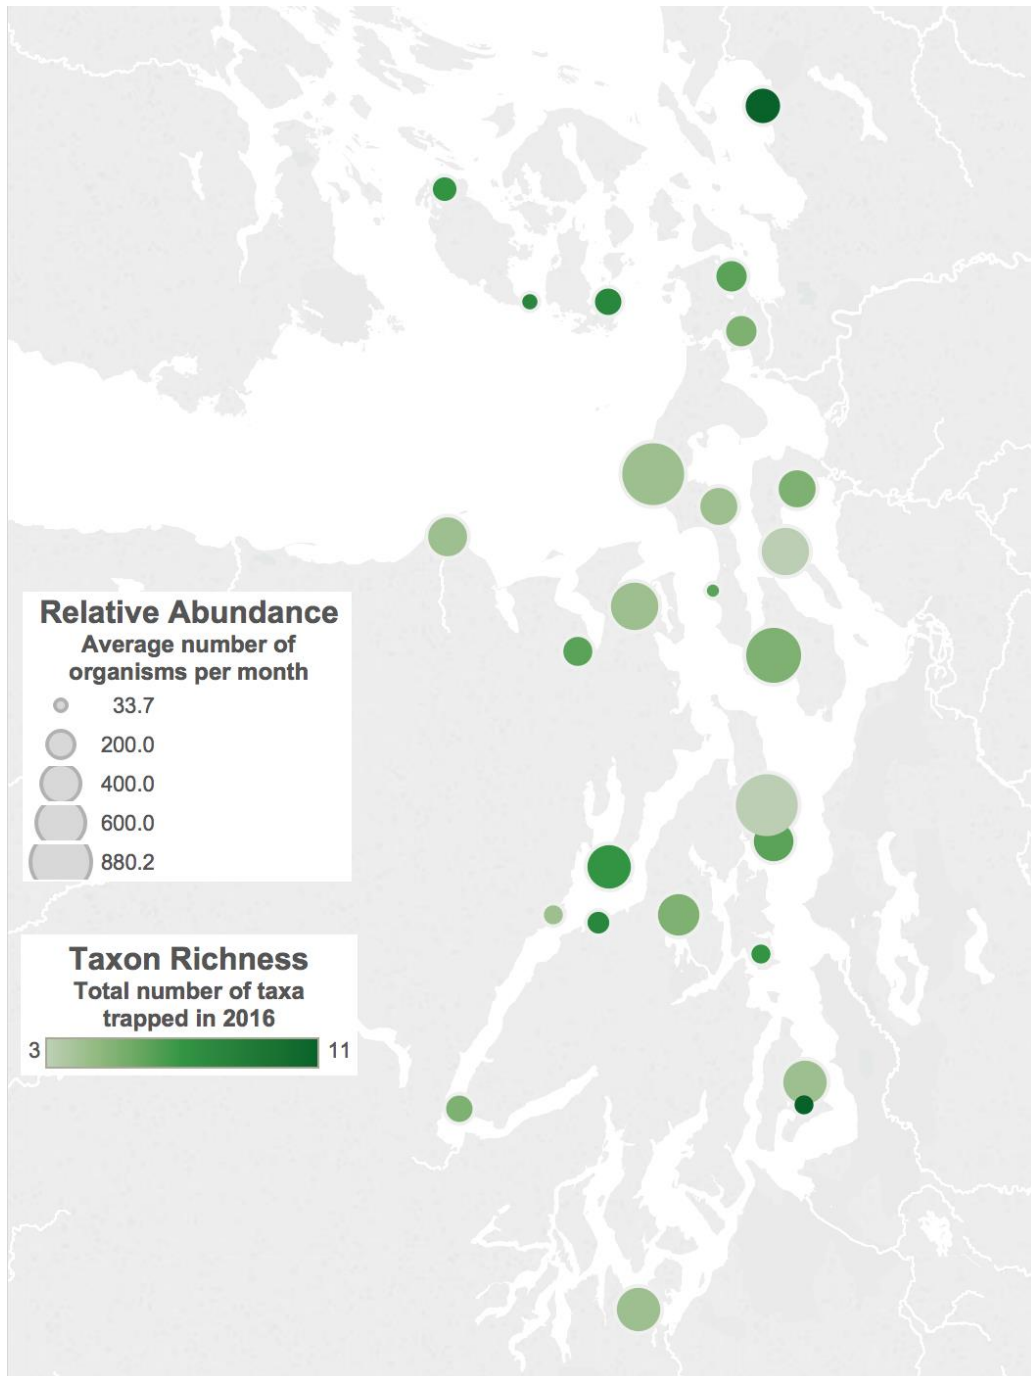 Relative Abundance
Average number of
organisms per month
33.7
200.0
400.0
600.0
880.2
Taxon Richness
Total number of taxa
trapped in 2016
3 11